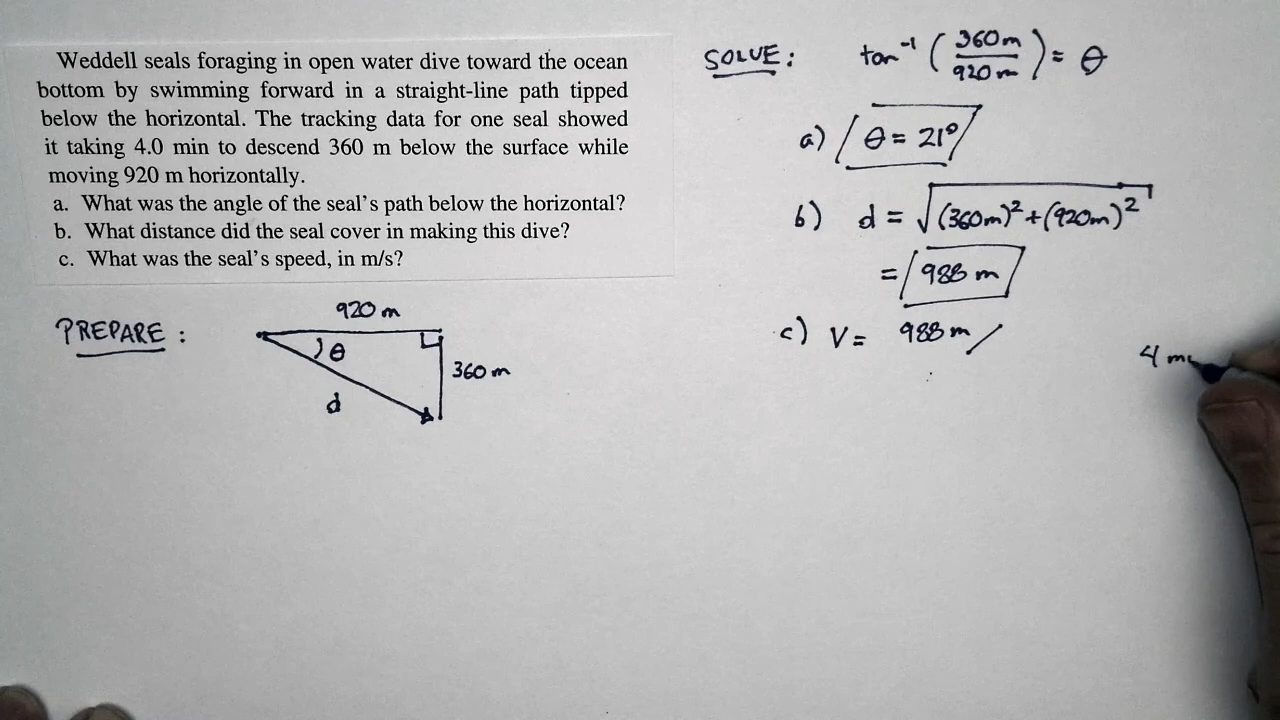 Weddell seals foraging in open water dive toward the ocean
bottom by swimming forward in a straight-line path tipped
below the horizontal. The tracking data for one seal showed
it taking 4.0 min to descend 360 m below the surface while
moving 920 m horizontally.
a. What was the angle of the seal's path below the horizontal?
b. What distance did the seal cover in making this dive?
c. What was the seal's speed, in m/s?
PREPARE :
920 m
θ
360 m
d
SOLVE : tan⁻¹ (360m/920m) = θ
a) θ = 21°
b) d = √(360m)² + (920m)²
= 988 m
c) V = 988 m /
4